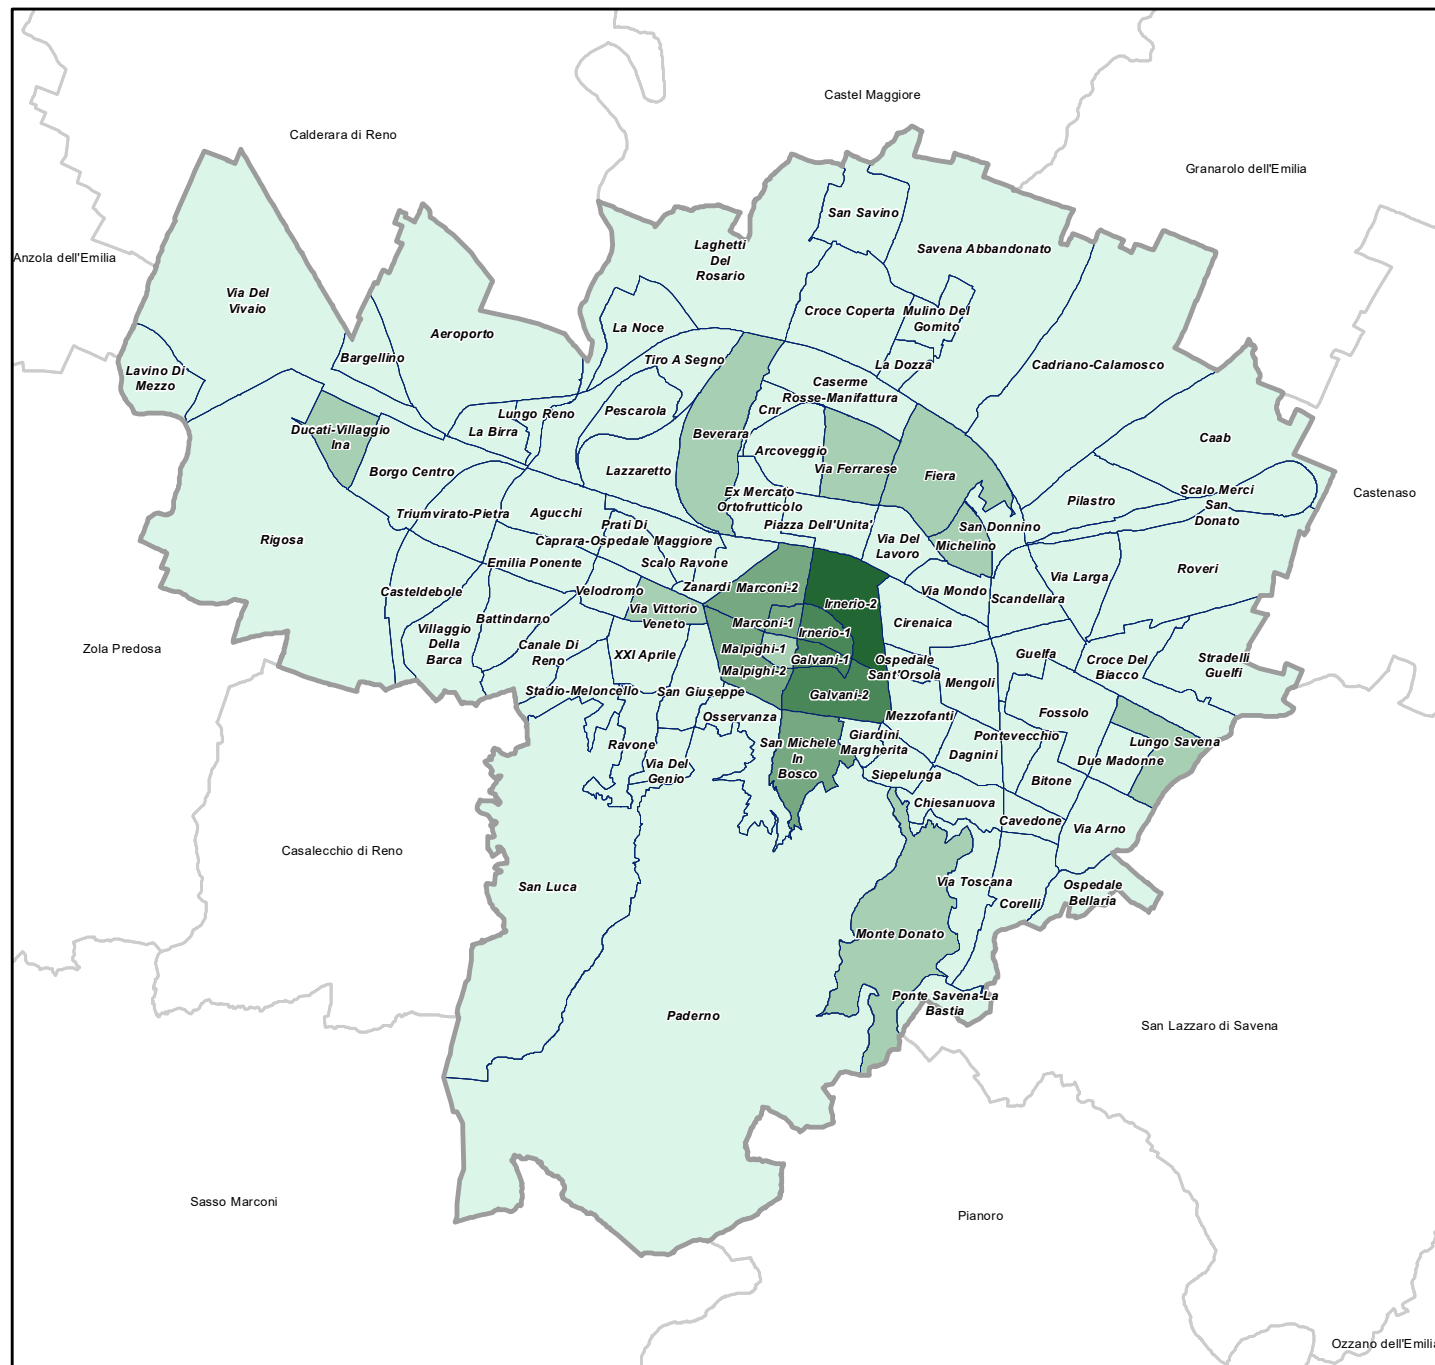 Castel Maggiore
Calderara di Reno
Granarolo dell'Emilia
San Savino
Laghetti
Del
Rosario
Savena Abbandonato
Anzola dell'Emilia
Via Del
Vivaio
Croce Coperta
Mulino Del
Gomito
La Noce
Aeroporto
Bargellino
Tiro A Segno
La Dozza
Cadriano-Calamosco
Lavino Di
Mezzo
Caserme
Rosse-Manifattura
Lungo Reno
Pescarola
Cnr
La Birra
Ducati-Villaggio
Ina
Beverara
Caab
Arcoveggio
Via Ferrarese
Borgo Centro
Lazzaretto
Fiera
Ex Mercato
Ortofrutticolo
Pilastro
Scalo Merci
San
Donato
Castenaso
Triumvirato-Pietra
Agucchi
Prati Di
Caprara-Ospedale Maggiore
Piazza Dell'Unita'
San Donnino
Rigosa
Via Del
Lavoro
Michelino
Emilia Ponente
Scalo Ravone
Roveri
Via Larga
Casteldebole
Velodromo
Zanardi
Marconi-2
Via Mondo
Scandellara
Irnerio-2
Via Vittorio
Veneto
Battindarno
Marconi-1
Cirenaica
Villaggio
Della
Barca
Irnerio-1
Zola Predosa
Canale Di
Reno
XXI Aprile
Malpighi-1
Galvani-1
Ospedale
Sant'Orsola
Guelfa
Croce Del
Biacco
Stradelli
Guelfi
Malpighi-2
Mengoli
Stadio-Meloncello
San Giuseppe
Galvani-2
Osservanza
Mezzofanti
Fossolo
Giardini
Margherita
Pontevecchio
Lungo Savena
San Michele
In
Bosco
Ravone
Dagnini
Due Madonne
Via Del
Genio
Siepelunga
Bitone
Chiesanuova
Cavedone
Via Arno
Casalecchio di Reno
San Luca
Via Toscana
Ospedale
Bellaria
Corelli
Monte Donato
Ponte Savena-La
Bastia
Paderno
San Lazzaro di Savena
Sasso Marconi
Pianoro
Ozzano dell'Emilia